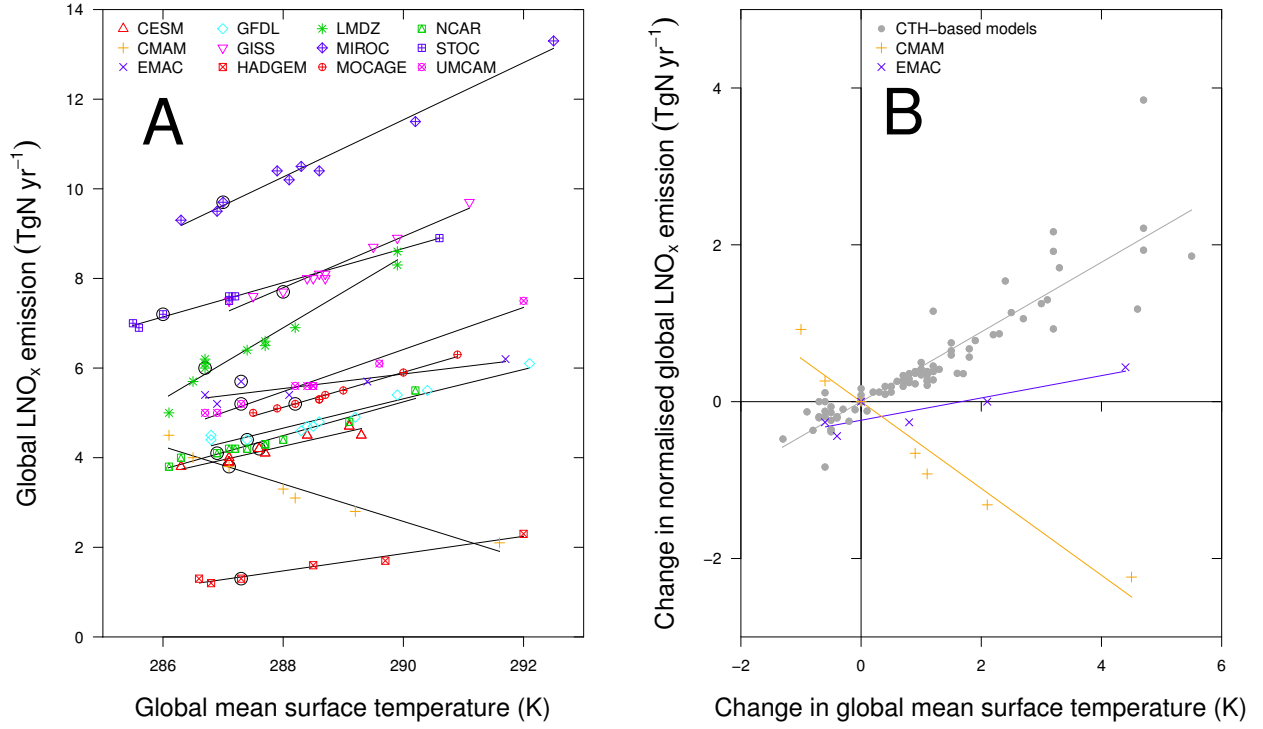 CESM GFDL LMDZ NCAR
CMAM GISS MIROC STOC
EMAC HADGEM MOCAGE UMCAM
A
14
12
10
8
6
4
2
0
286 288 290 292
Global mean surface temperature (K)
Global LNOₓ emission (TgN yr⁻¹)
CTH−based models
CMAM
EMAC
B
4
2
0
−2
−2 0 2 4 6
Change in global mean surface temperature (K)
Change in normalised global LNOₓ emission (TgN yr⁻¹)